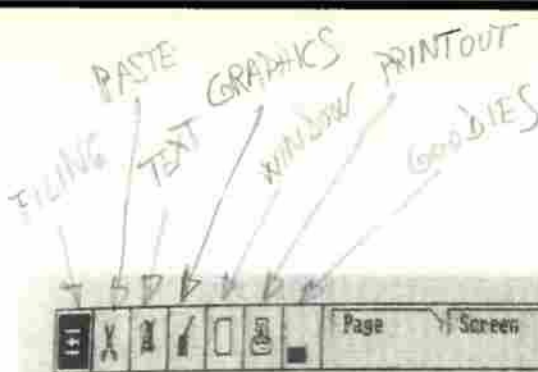 FILING
PASTE
TEXT
GRAPHICS
WINDOW
PRINTOUT
GOODIES
Page Screen